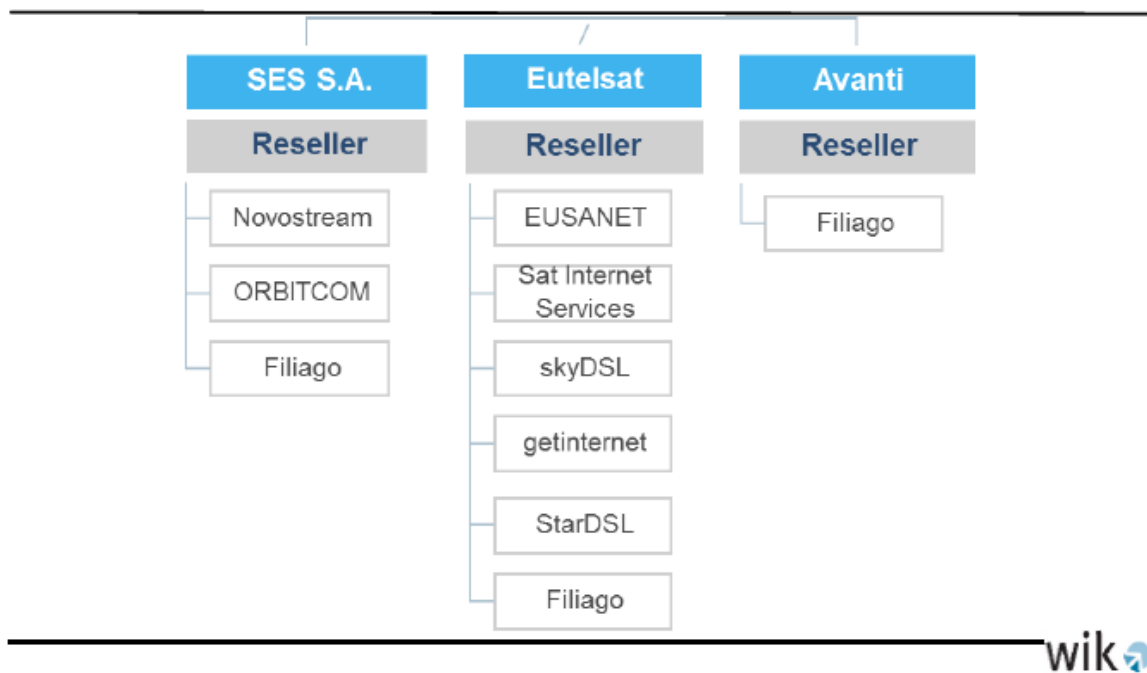 SES S.A.
Reseller
Novostream
ORBITCOM
Filiago
Eutelsat
Reseller
EUSANET
Sat Internet
Services
skyDSL
getinternet
StarDSL
Filiago
Avanti
Reseller
Filiago
wik